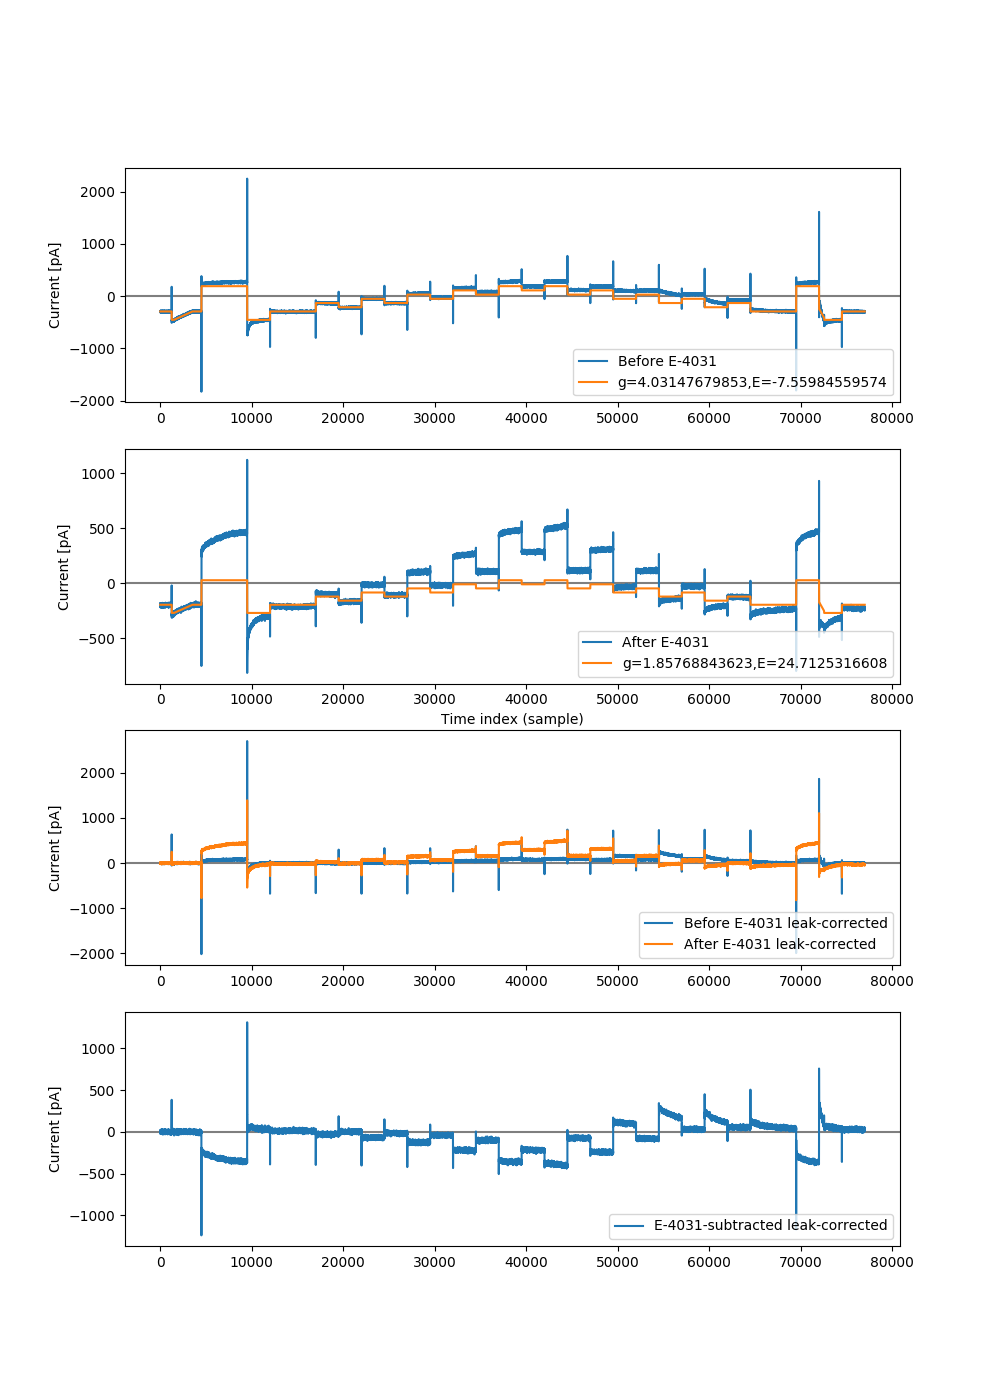 2000
1000
0
−1000
−2000
Current [pA]
Before E-4031
g=4.03147679853,E=-7.55984559574
0 10000 20000 30000 40000 50000 60000 70000 80000
1000
500
0
−500
Current [pA]
After E-4031
g=1.85768843623,E=24.7125316608
0 10000 20000 30000 40000 50000 60000 70000 80000
Time index (sample)
2000
1000
0
−1000
−2000
Current [pA]
Before E-4031 leak-corrected
After E-4031 leak-corrected
0 10000 20000 30000 40000 50000 60000 70000 80000
1000
500
0
−500
−1000
Current [pA]
E-4031-subtracted leak-corrected
0 10000 20000 30000 40000 50000 60000 70000 80000